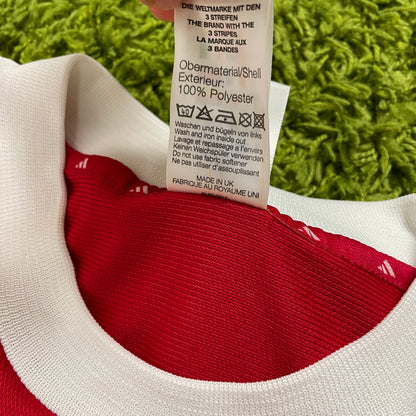 DIE WELTMARKE MIT DEN
3 STREIFEN
THE BRAND WITH THE
3 STRIPES
LA MARQUE AUX
3 BANDES
Obermaterial/Shell
Exterieur:
100% Polyester
Waschen und bügeln von links
Wash and iron inside out
Lavage et repassage a l'envers
Keinen Weichspüler verwenden
Do not use fabric softener
Ne pas utiliser d'assouplissant
MADE IN UK
FABRIQUE AU ROYAUME UNI